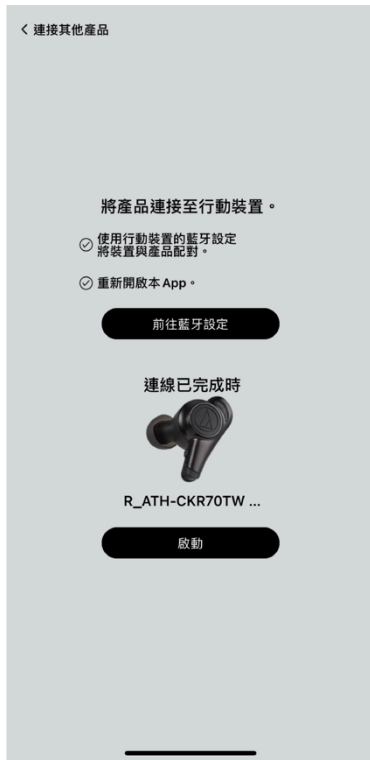 連接其他產品
將產品連接至行動裝置。
使用行動裝置的藍牙設定
將裝置與產品配對。
重新開啟本 App。
前往藍牙設定
連線已完成時
R_ATH-CKR70TW ...
啟動